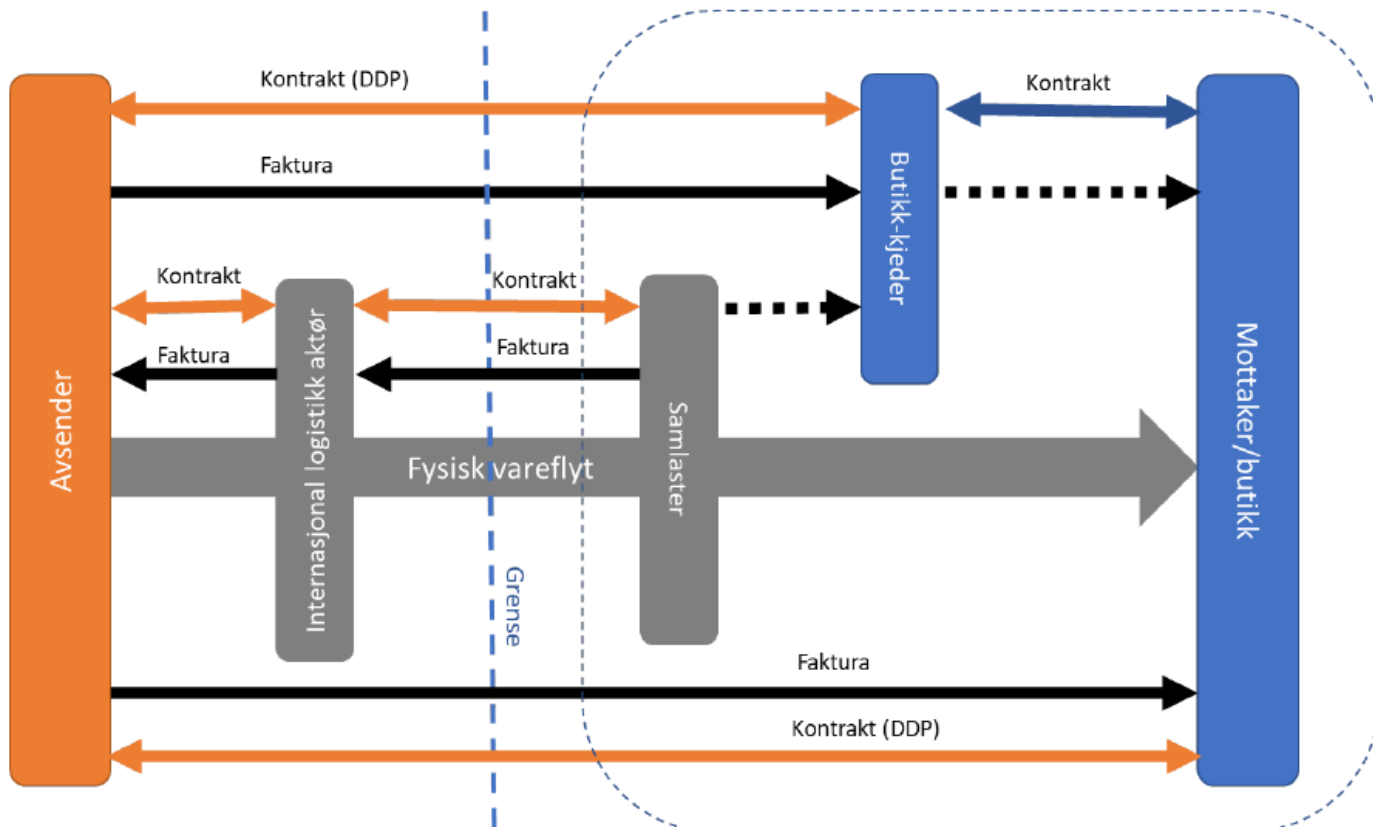 Kontrakt (DDP)
Kontrakt
Faktura
Kontrakt
Kontrakt
Faktura
Faktura
Avsender
Internasjonal logistikk aktør
Fysisk vareflyt
Grense
Samlaster
Butikk-kjeder
Mottaker/butikk
Faktura
Kontrakt (DDP)